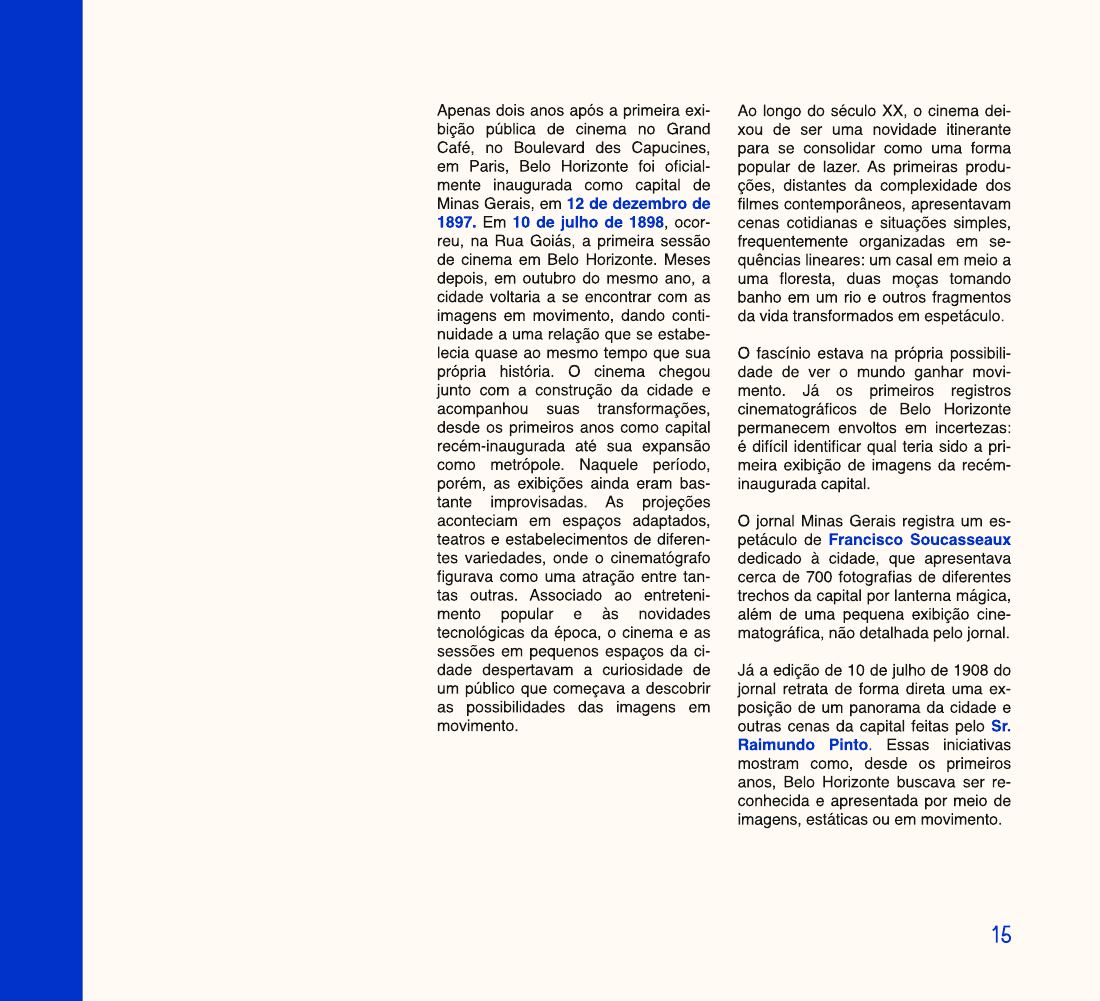 Apenas dois anos após a primeira exi-
bição pública de cinema no Grand
Café, no Boulevard des Capucines,
em Paris, Belo Horizonte foi oficial-
mente inaugurada como capital de
Minas Gerais, em 12 de dezembro de
1897. Em 10 de julho de 1898, ocor-
reu, na Rua Goiás, a primeira sessão
de cinema em Belo Horizonte. Meses
depois, em outubro do mesmo ano, a
cidade voltaria a se encontrar com as
imagens em movimento, dando conti-
nuidade a uma relação que se estabe-
lecia quase ao mesmo tempo que sua
própria história. O cinema chegou
junto com a construção da cidade e
acompanhou suas transformações,
desde os primeiros anos como capital
recém-inaugurada até sua expansão
como metrópole. Naquele período,
porém, as exibições ainda eram bas-
tante improvisadas. As projeções
aconteciam em espaços adaptados,
teatros e estabelecimentos de diferen-
tes variedades, onde o cinematógrafo
figurava como uma atração entre tan-
tas outras. Associado ao entreteni-
mento popular e às novidades
tecnológicas da época, o cinema e as
sessões em pequenos espaços da ci-
dade despertavam a curiosidade de
um público que começava a descobrir
as possibilidades das imagens em
movimento.
Ao longo do século XX, o cinema dei-
xou de ser uma novidade itinerante
para se consolidar como uma forma
popular de lazer. As primeiras produ-
ções, distantes da complexidade dos
filmes contemporâneos, apresentavam
cenas cotidianas e situações simples,
frequentemente organizadas em se-
quências lineares: um casal em meio a
uma floresta, duas moças tomando
banho em um rio e outros fragmentos
da vida transformados em espetáculo.
O fascínio estava na própria possibili-
dade de ver o mundo ganhar movi-
mento. Já os primeiros registros
cinematográficos de Belo Horizonte
permanecem envoltos em incertezas:
é difícil identificar qual teria sido a pri-
meira exibição de imagens da recém-
inaugurada capital.
O jornal Minas Gerais registra um es-
petáculo de Francisco Soucasseaux
dedicado à cidade, que apresentava
cerca de 700 fotografias de diferentes
trechos da capital por lanterna mágica,
além de uma pequena exibição cine-
matográfica, não detalhada pelo jornal.
Já a edição de 10 de julho de 1908 do
jornal retrata de forma direta uma ex-
posição de um panorama da cidade e
outras cenas da capital feitas pelo Sr.
Raimundo Pinto. Essas iniciativas
mostram como, desde os primeiros
anos, Belo Horizonte buscava ser re-
conhecida e apresentada por meio de
imagens, estáticas ou em movimento.
15